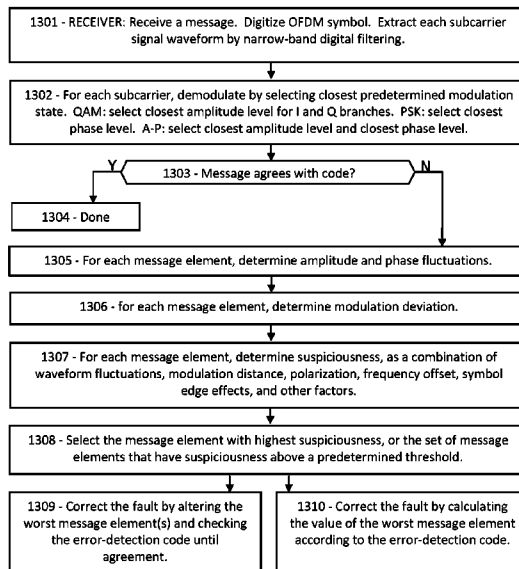 1301 - RECEIVER: Receive a message. Digitize OFDM symbol. Extract each subcarrier
signal waveform by narrow-band digital filtering.
1302 - For each subcarrier, demodulate by selecting closest predetermined modulation
state. QAM: select closest amplitude level for I and Q branches. PSK: select closest
phase level. A-P: select closest amplitude level and closest phase level.
Y
1303 - Message agrees with code?
N
1304 - Done
1305 - For each message element, determine amplitude and phase fluctuations.
1306 - for each message element, determine modulation deviation.
1307 - For each message element, determine suspiciousness, as a combination of
waveform fluctuations, modulation distance, polarization, frequency offset, symbol
edge effects, and other factors.
1308 - Select the message element with highest suspiciousness, or the set of message
elements that have suspiciousness above a predetermined threshold.
1309 - Correct the fault by altering the
worst message element(s) and checking
the error-detection code until
agreement.
1310 - Correct the fault by calculating
the value of the worst message element
according to the error-detection code.